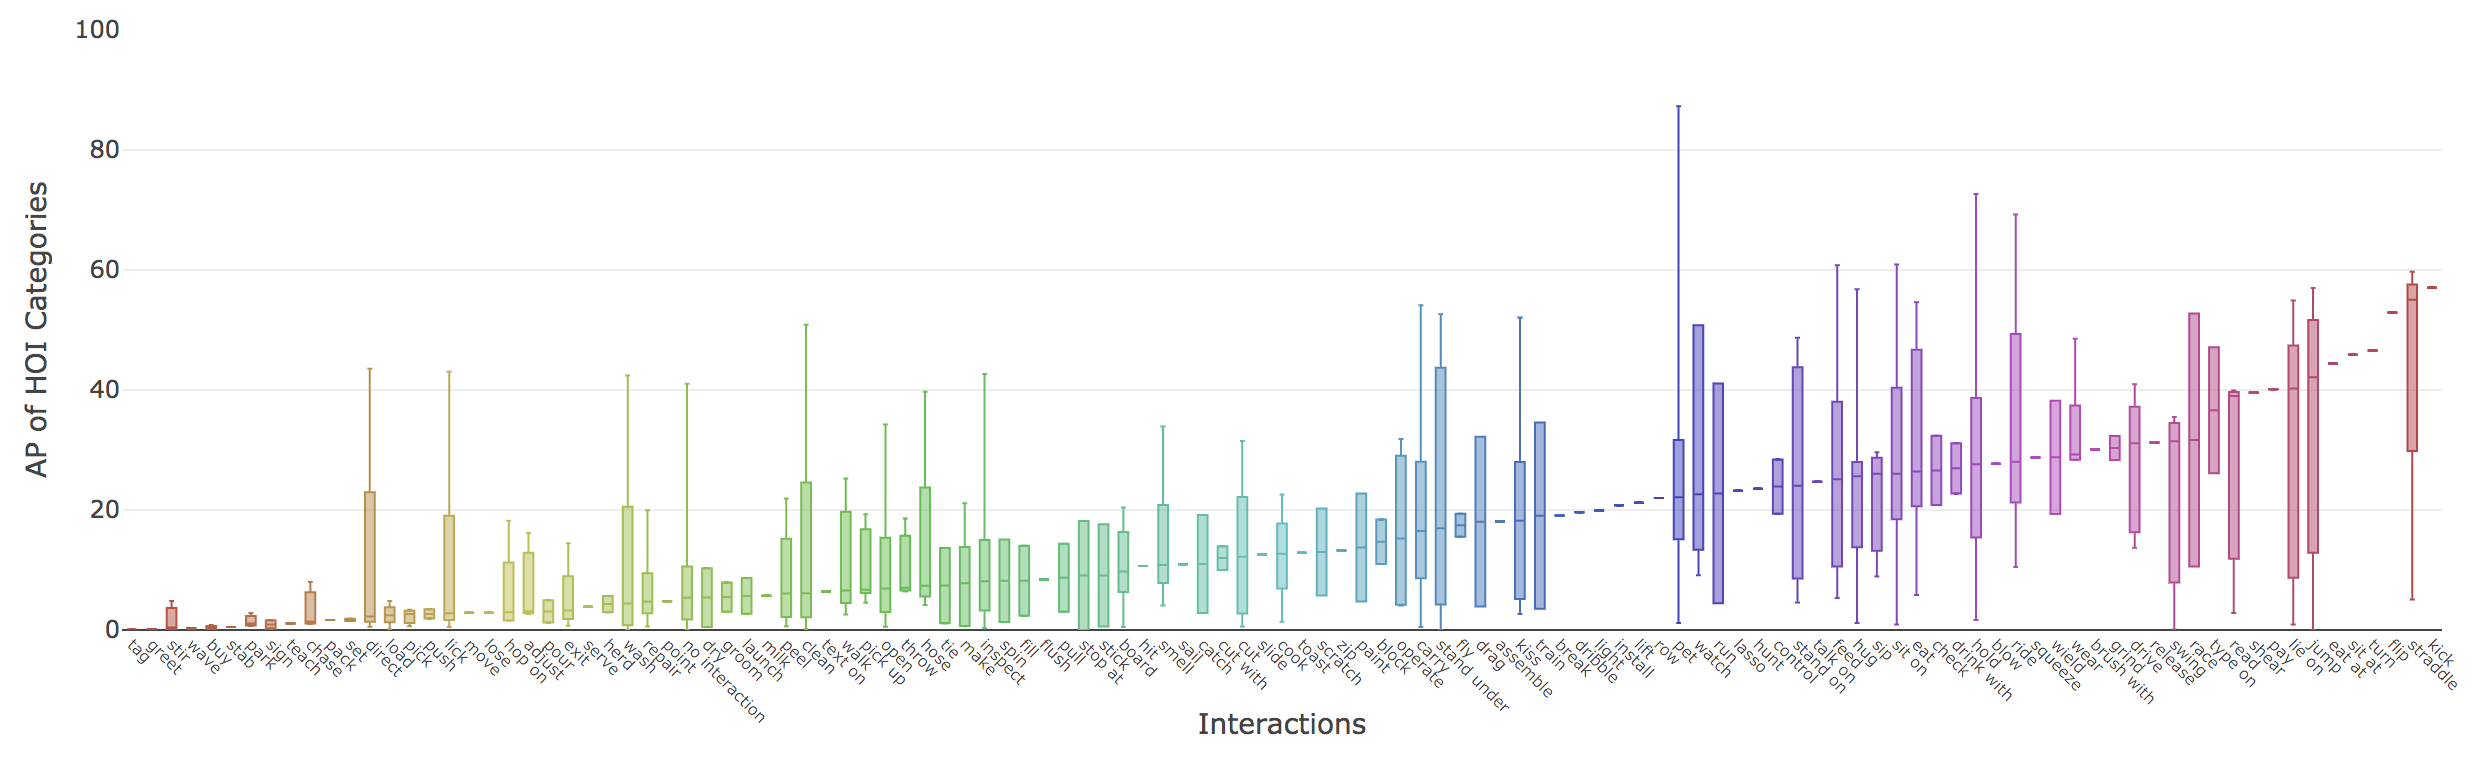 100
80
60
40
20
0
AP of HOI Categories
tag
greet
stir
wave
buy
stab
park
sign
teach
chase
pack
set
direct
load
pick
push
lick
move
lose
hop on
adjust
pour
exit
serve
herd
wash
repair
point
no interaction
dry
groom
launch
milk
peel
clean
text on
walk
pick up
open
throw
hose
tie
make
inspect
spin
fill
flush
pull
stop at
stick
board
hit
smell
sail
catch
cut with
cut
slide
cook
toast
scratch
zip
paint
block
operate
carry
stand under
fly
drag
assemble
kiss
train
break
dribble
light
install
lift
row
pet
watch
run
lasso
hunt
control
stand on
talk on
feed
hug
sip
sit on
eat
check
drink with
hold
blow
ride
squeeze
wield
wear
brush with
grind
drive
release
swing
race
type on
read
shear
pay
lie on
jump
eat at
sit at
turn
flip
straddle
kick
Interactions